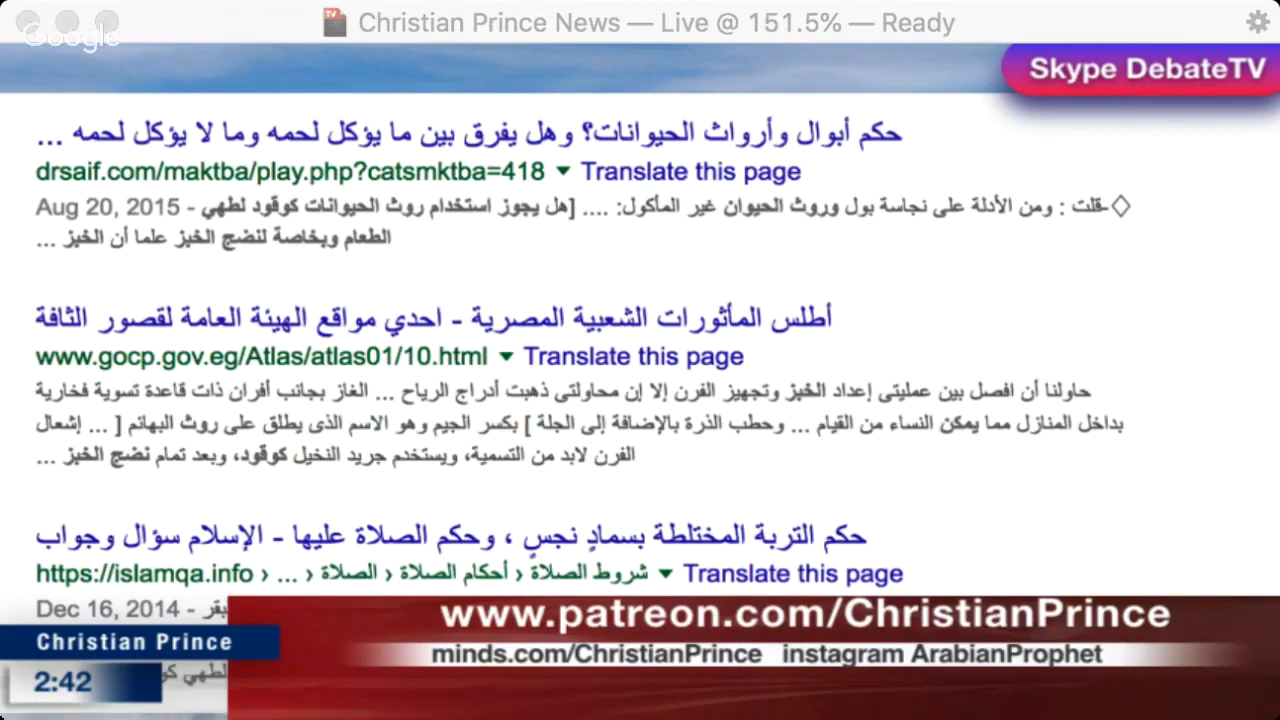 Google
Christian Prince News — Live @ 151.5% — Ready
Skype DebateTV
حكم أبوال وأرواث الحيوانات؟ وهل يفرق بين ما يؤكل لحمه وما لا يؤكل لحمه ...
drsaif.com/maktba/play.php?catsmktba=418 ▼ Translate this page
Aug 20, 2015 - ◇-قلت : ومن الأدلة على نجاسة بول وروث الحيوان غير المأكول: .... [هل يجوز استخدام روث الحيوانات كوقود لطهي
الطعام وبخاصة لنضج الخبز علما أن الخبز ...
أطلس المأثورات الشعبية المصرية - احدي مواقع الهيئة العامة لقصور الثافة
www.gocp.gov.eg/Atlas/atlas01/10.html ▼ Translate this page
حاولنا أن افصل بين عمليتى إعداد الخبز وتجهيز الفرن إلا إن محاولتى ذهبت أدراج الرياح ... الغاز بجانب أفران ذات قاعدة تسوية فخارية
بداخل المنازل مما يمكن النساء من القيام ... وحطب الذرة بالإضافة إلى الجلة ] بكسر الجيم وهو الاسم الذى يطلق على روث البهائم [ ... إشعال
الفرن لابد من التسمية، ويستخدم جريد النخيل كوقود، وبعد تمام نضج الخبز ...
حكم التربة المختلطة بسمادٍ نجسٍ ، وحكم الصلاة عليها - الإسلام سؤال وجواب
https://islamqa.info › ... › شروط الصلاة › أحكام الصلاة › الصلاة ▼ Translate this page
Dec 16, 2014 -
www.patreon.com/ChristianPrince
Christian Prince
minds.com/ChristianPrince instagram ArabianProphet
2:42